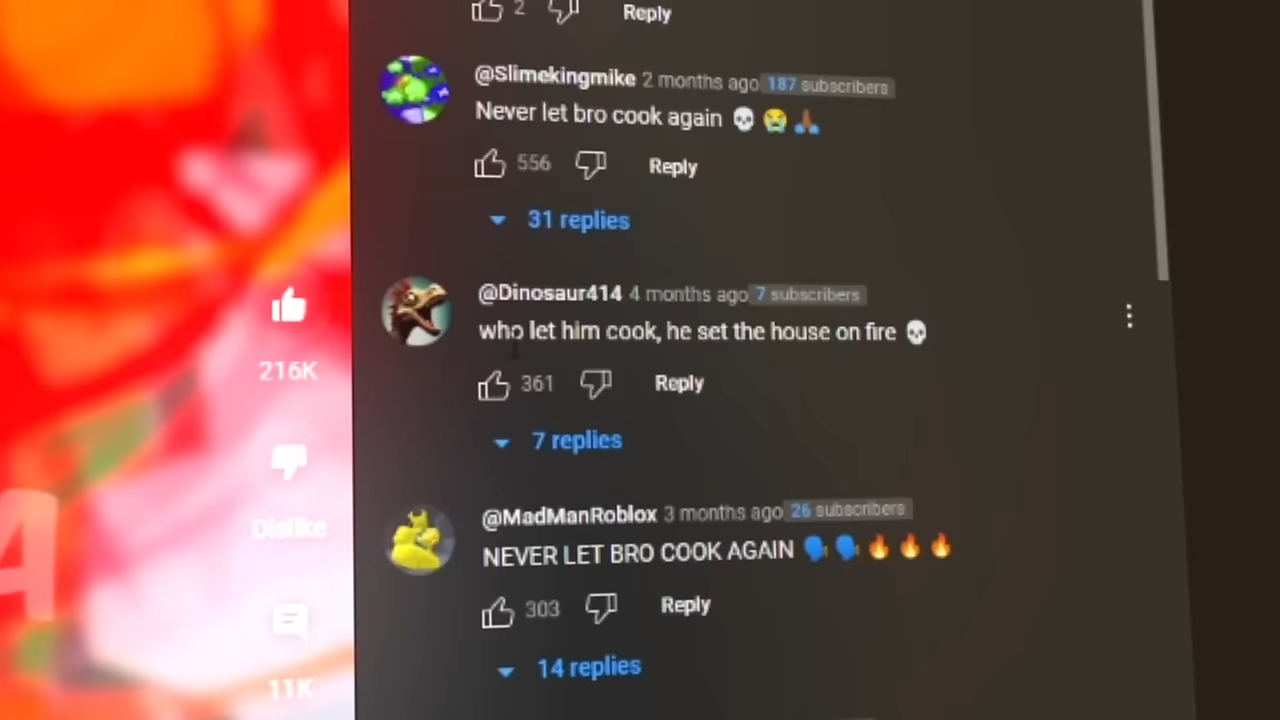 2 Reply
@Slimekingmike 2 months ago 187 subscribers
Never let bro cook again 💀 😭 🙏🏾
556 Reply
31 replies
@Dinosaur414 4 months ago 7 subscribers
who let him cook, he set the house on fire 💀
361 Reply
7 replies
@MadManRoblox 3 months ago 26 subscribers
NEVER LET BRO COOK AGAIN 🗣️ 🗣️ 🔥 🔥 🔥
303 Reply
14 replies
216K
Dislike
11K
A